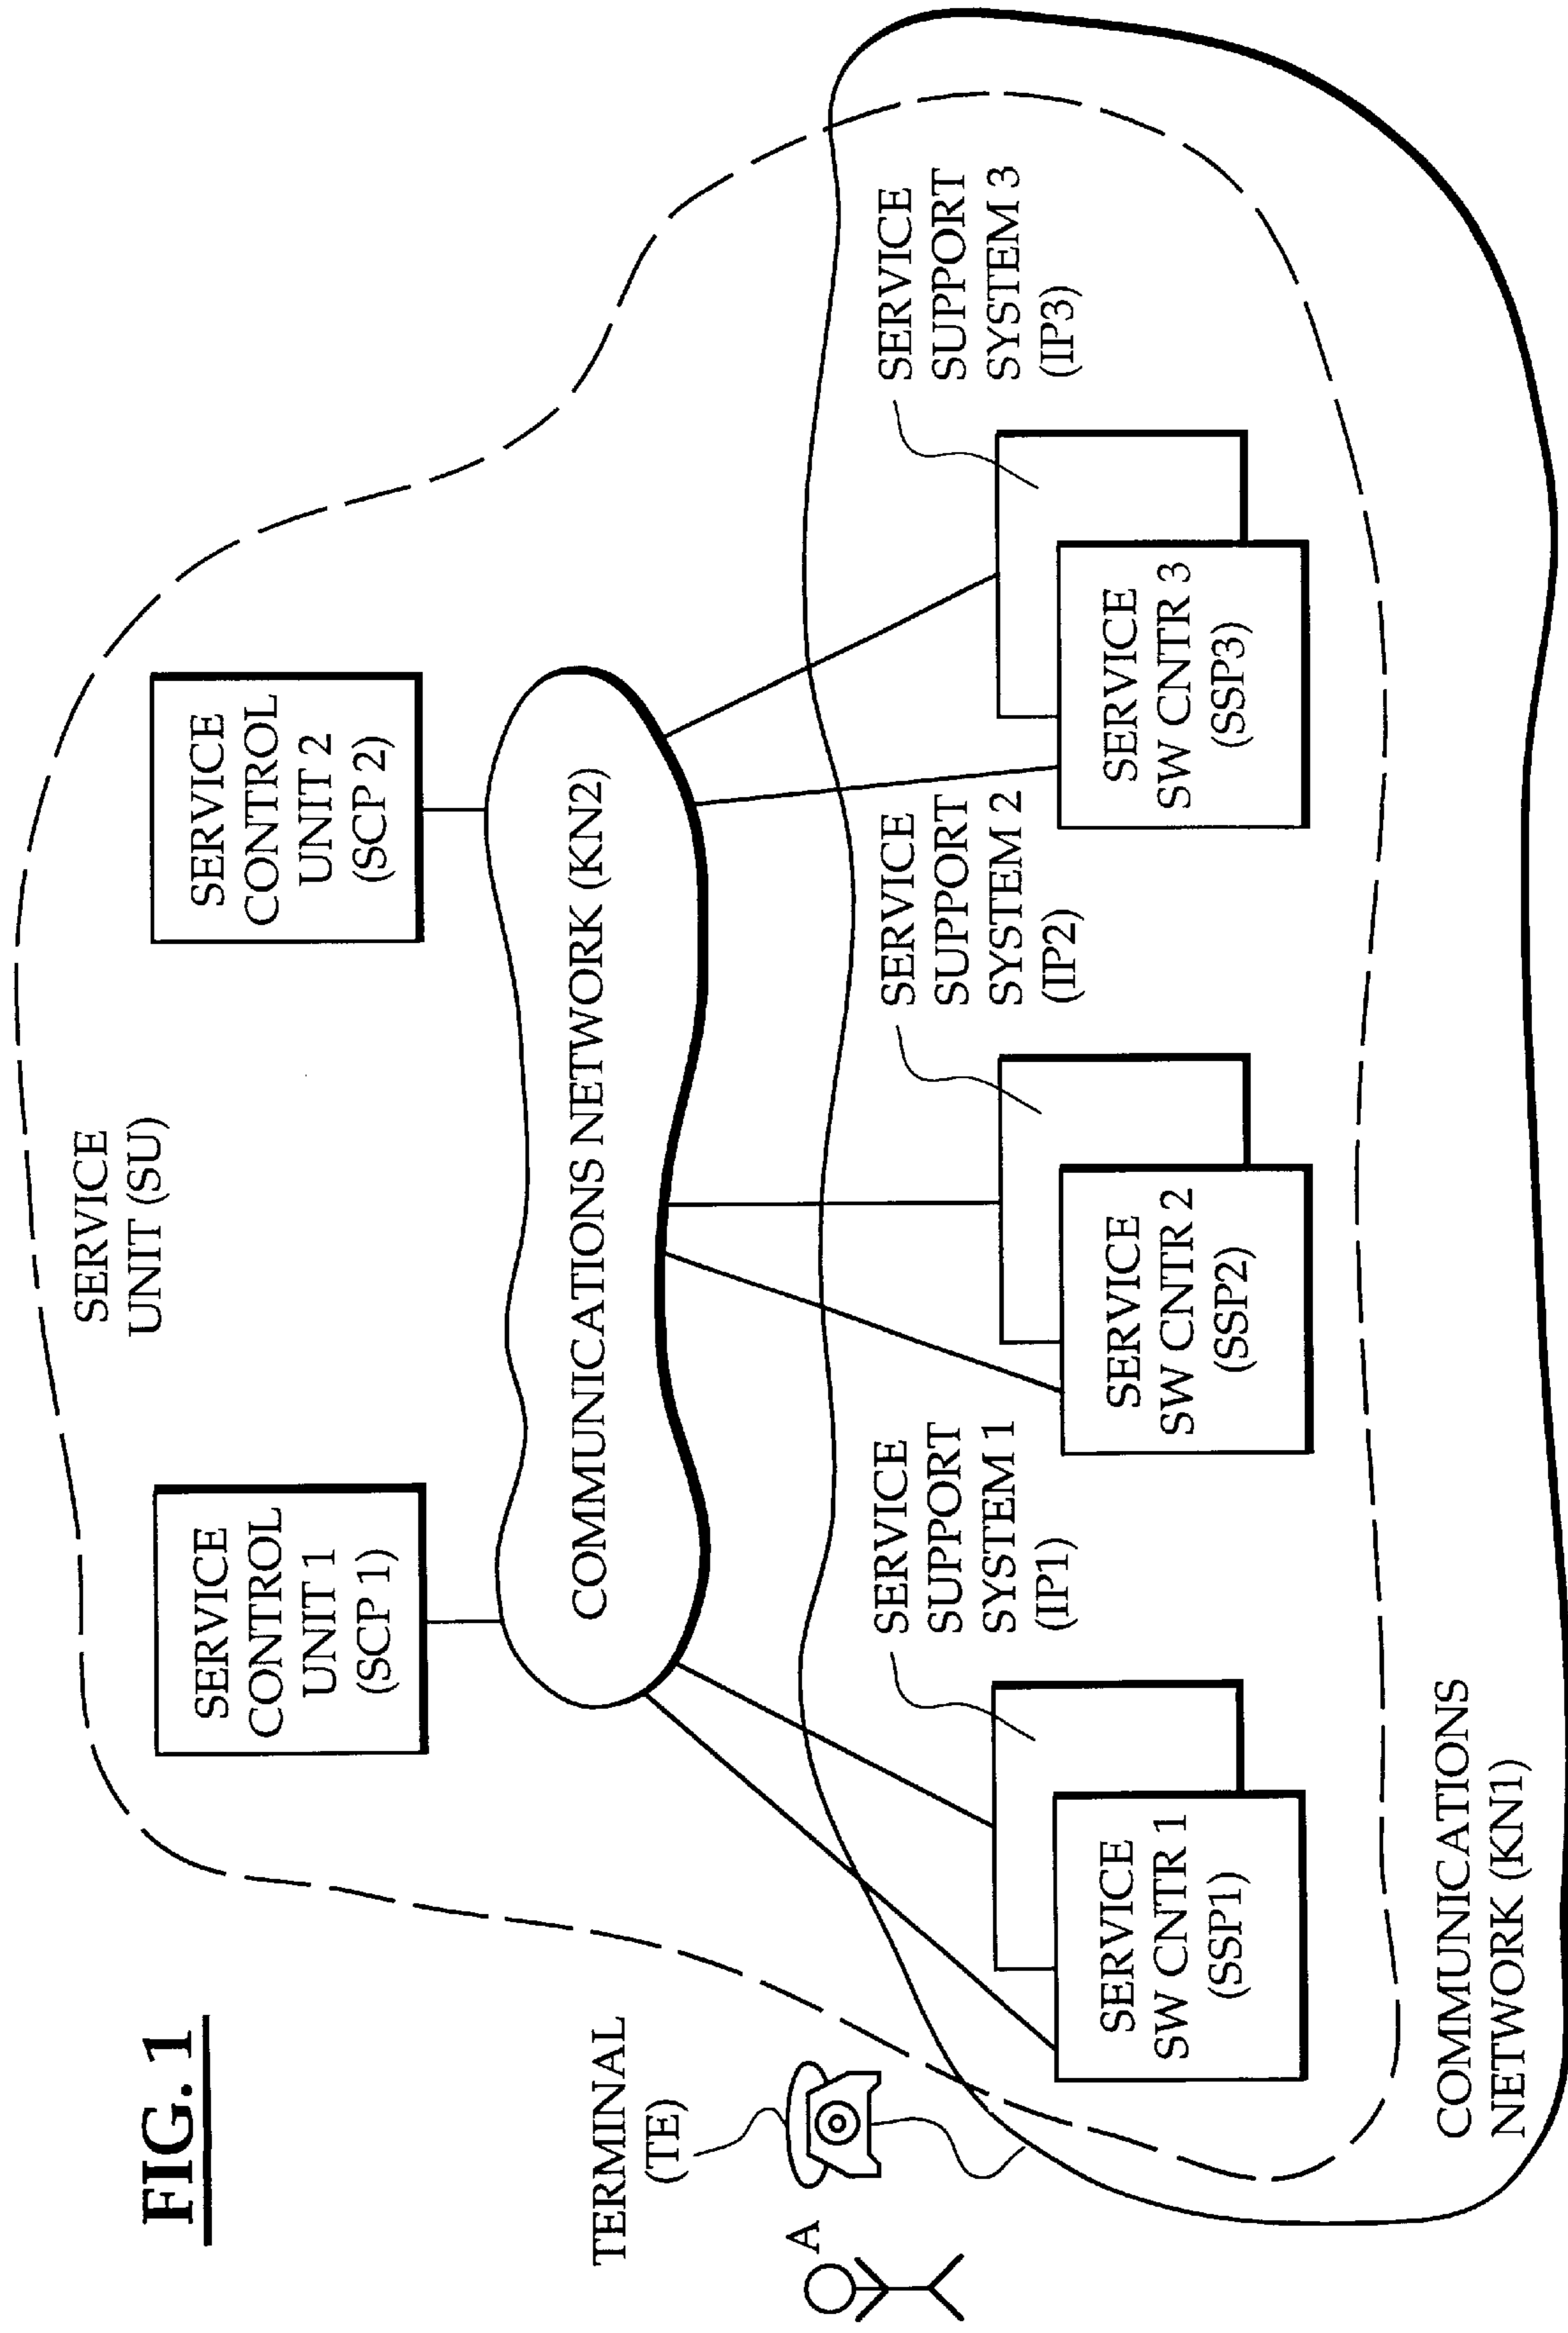 FIG. 1
SERVICE
UNIT (SU)
SERVICE
CONTROL
UNIT 1
(SCP 1)
SERVICE
CONTROL
UNIT 2
(SCP 2)
COMMUNICATIONS NETWORK (KN2)
TERMINAL
(TE)
A
SERVICE
SUPPORT
SYSTEM 1
(IP1)
SERVICE
SUPPORT
SYSTEM 2
(IP2)
SERVICE
SUPPORT
SYSTEM 3
(IP3)
SERVICE
SW CNTR 1
(SSP1)
SERVICE
SW CNTR 2
(SSP2)
SERVICE
SW CNTR 3
(SSP3)
COMMUNICATIONS
NETWORK (KN1)